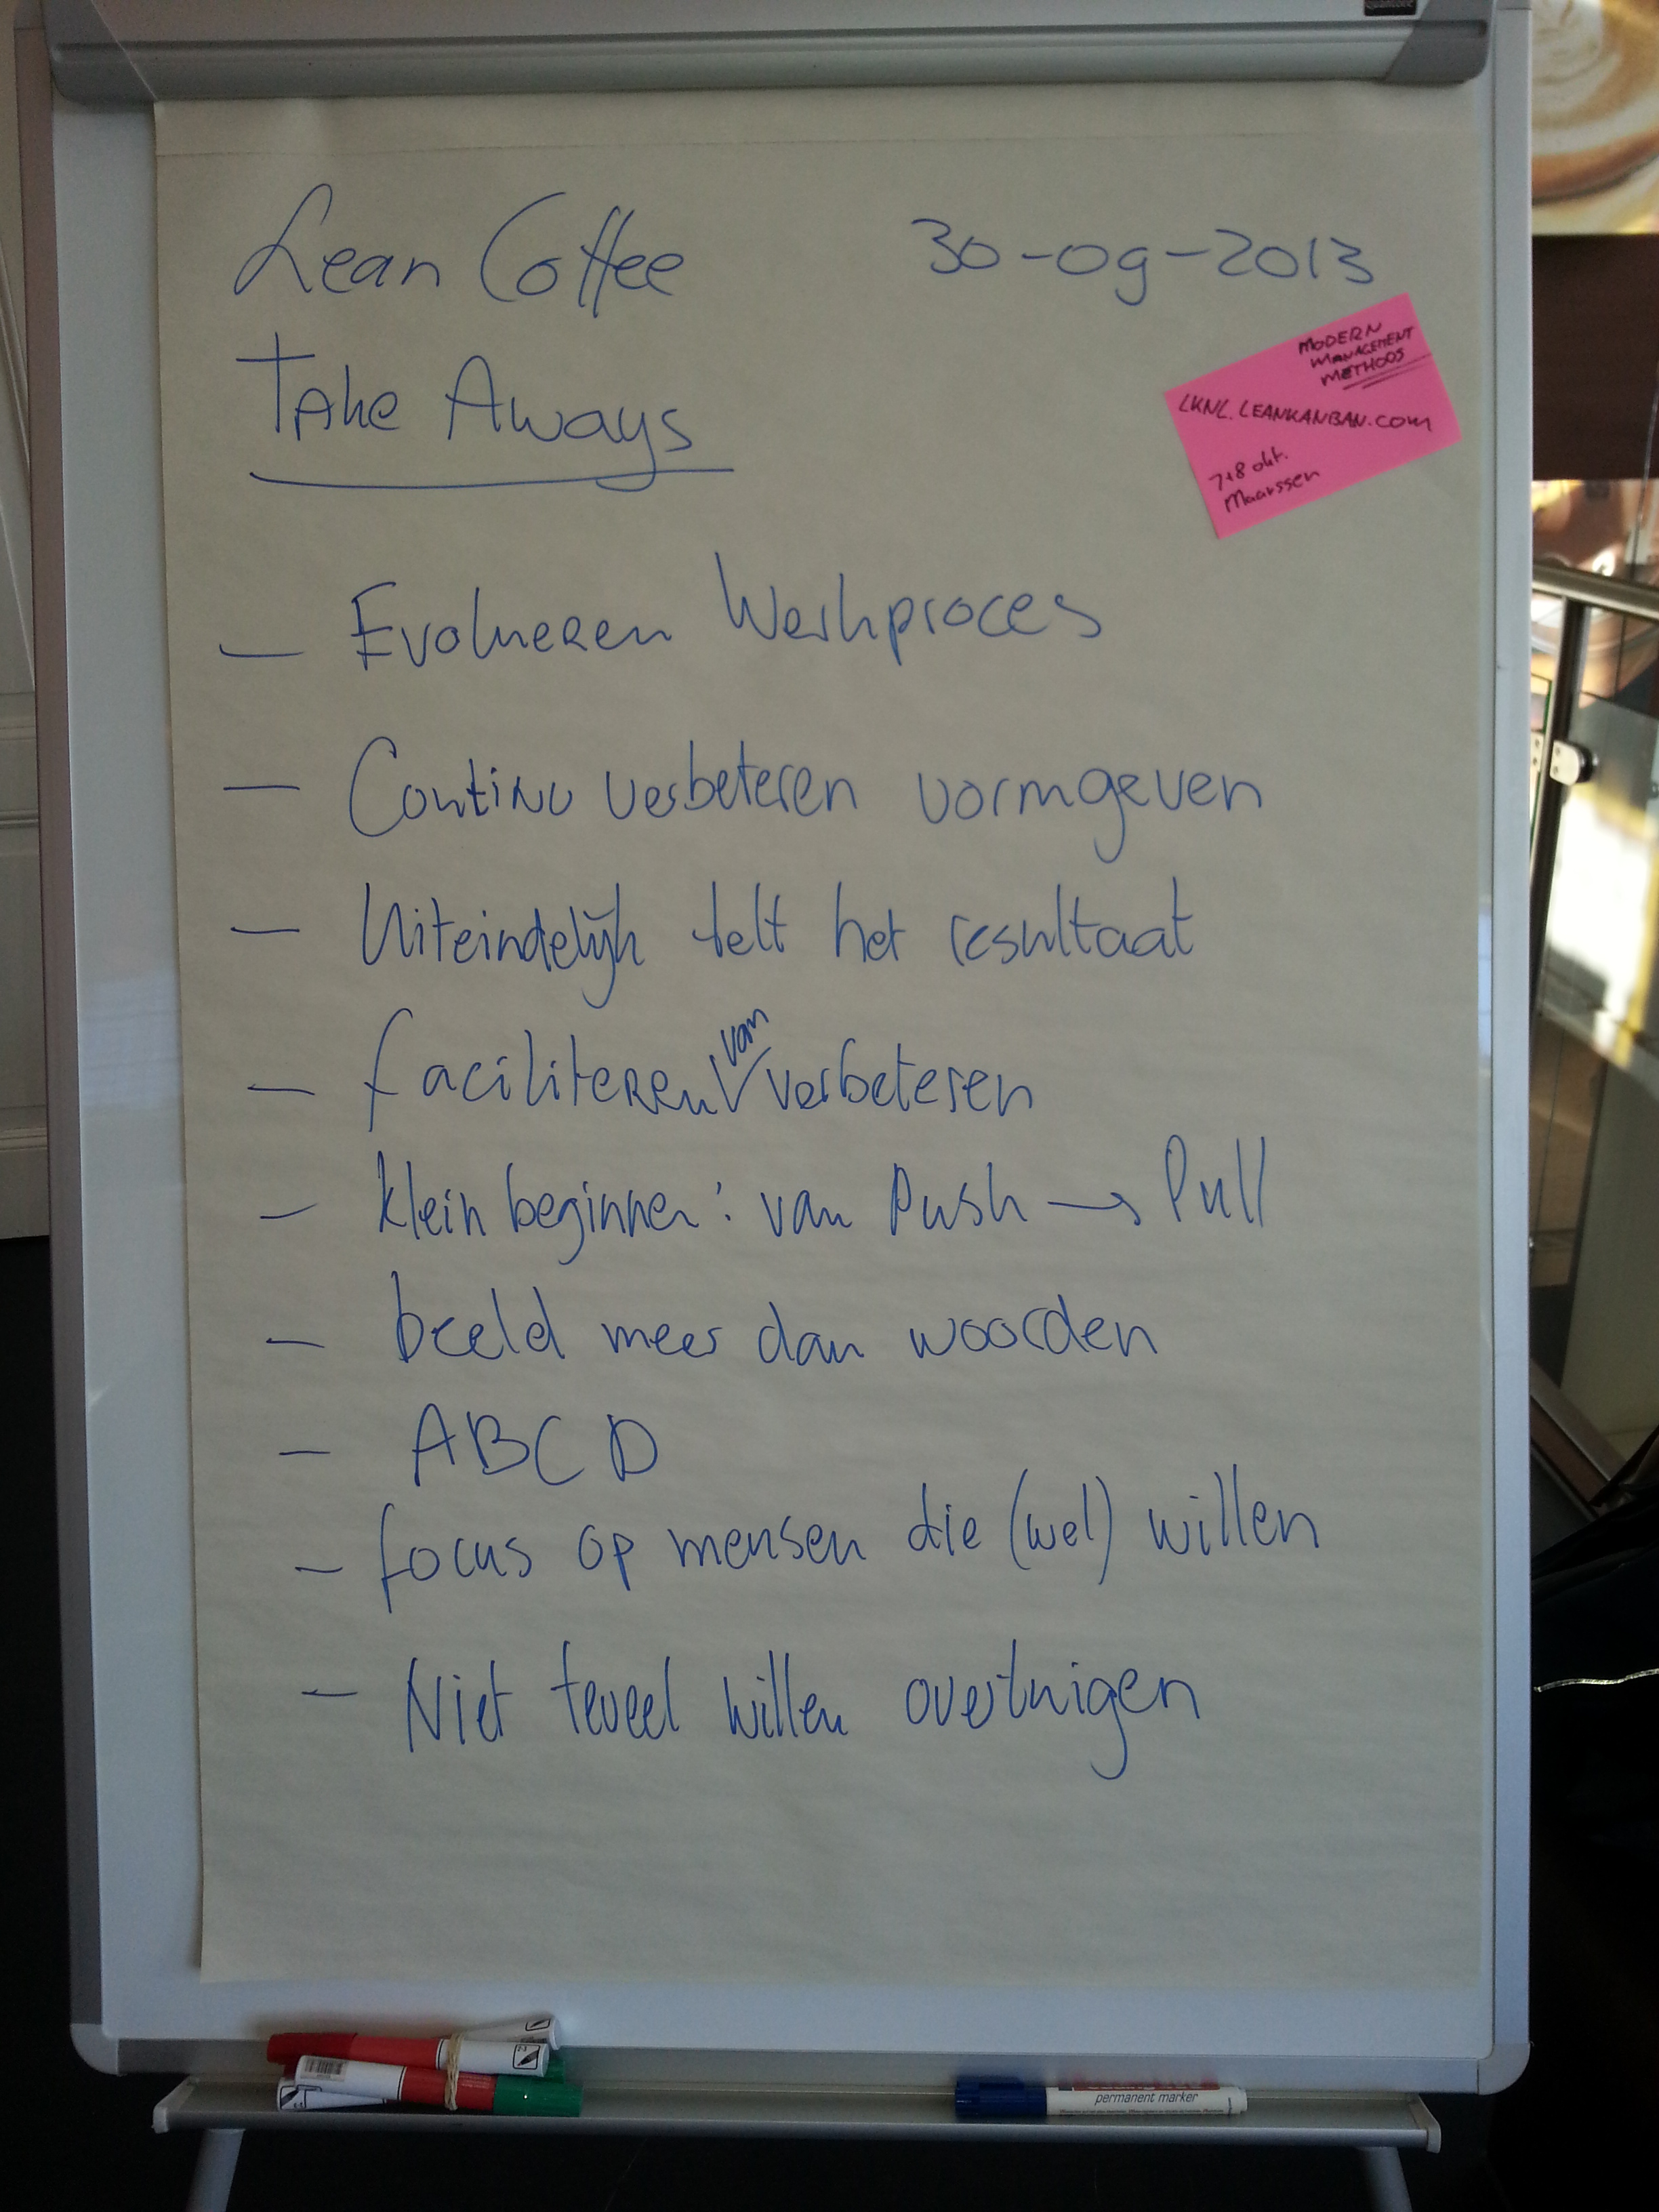 Lean Coffee 30-09-2013
Take Aways
MODERN
MANAGEMENT
METHODS
LKNL.LEANKANBAN.com
7+8 okt.
Maarssen
- Evolueren Werkproces
- Continu verbeteren vormgeven
- Uiteindelijk telt het resultaat
- faciliteren van verbeteren
- klein beginnen: van Push → Pull
- beeld meer dan woorden
- ABCD
- focus op mensen die (wel) willen
- Niet teveel willen overtuigen
permanent marker